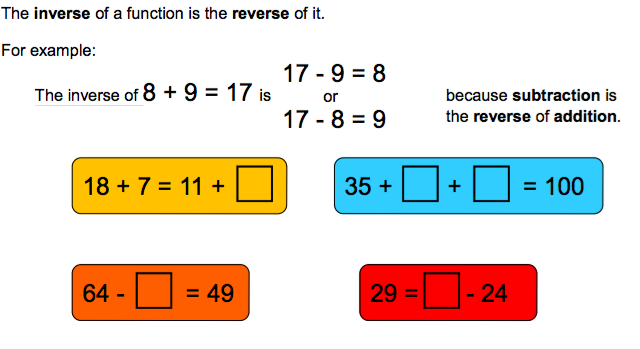 The inverse of a function is the reverse of it.
For example:
The inverse of 8 + 9 = 17 is
17 - 9 = 8
or
17 - 8 = 9
because subtraction is
the reverse of addition.
18 + 7 = 11 + □
35 + □ + □ = 100
64 - □ = 49
29 = □ - 24